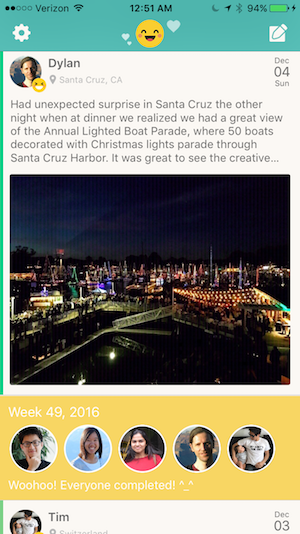 Verizon 12:51 AM 94%
Dylan
Santa Cruz, CA
Dec
04
Sun
Had unexpected surprise in Santa Cruz the other
night when at dinner we realized we had a great view
of the Annual Lighted Boat Parade, where 50 boats
decorated with Christmas lights parade through
Santa Cruz Harbor. It was great to see the creative...
Week 49, 2016
Woohoo! Everyone completed! ^_^
Tim
Switzerland
Dec
03